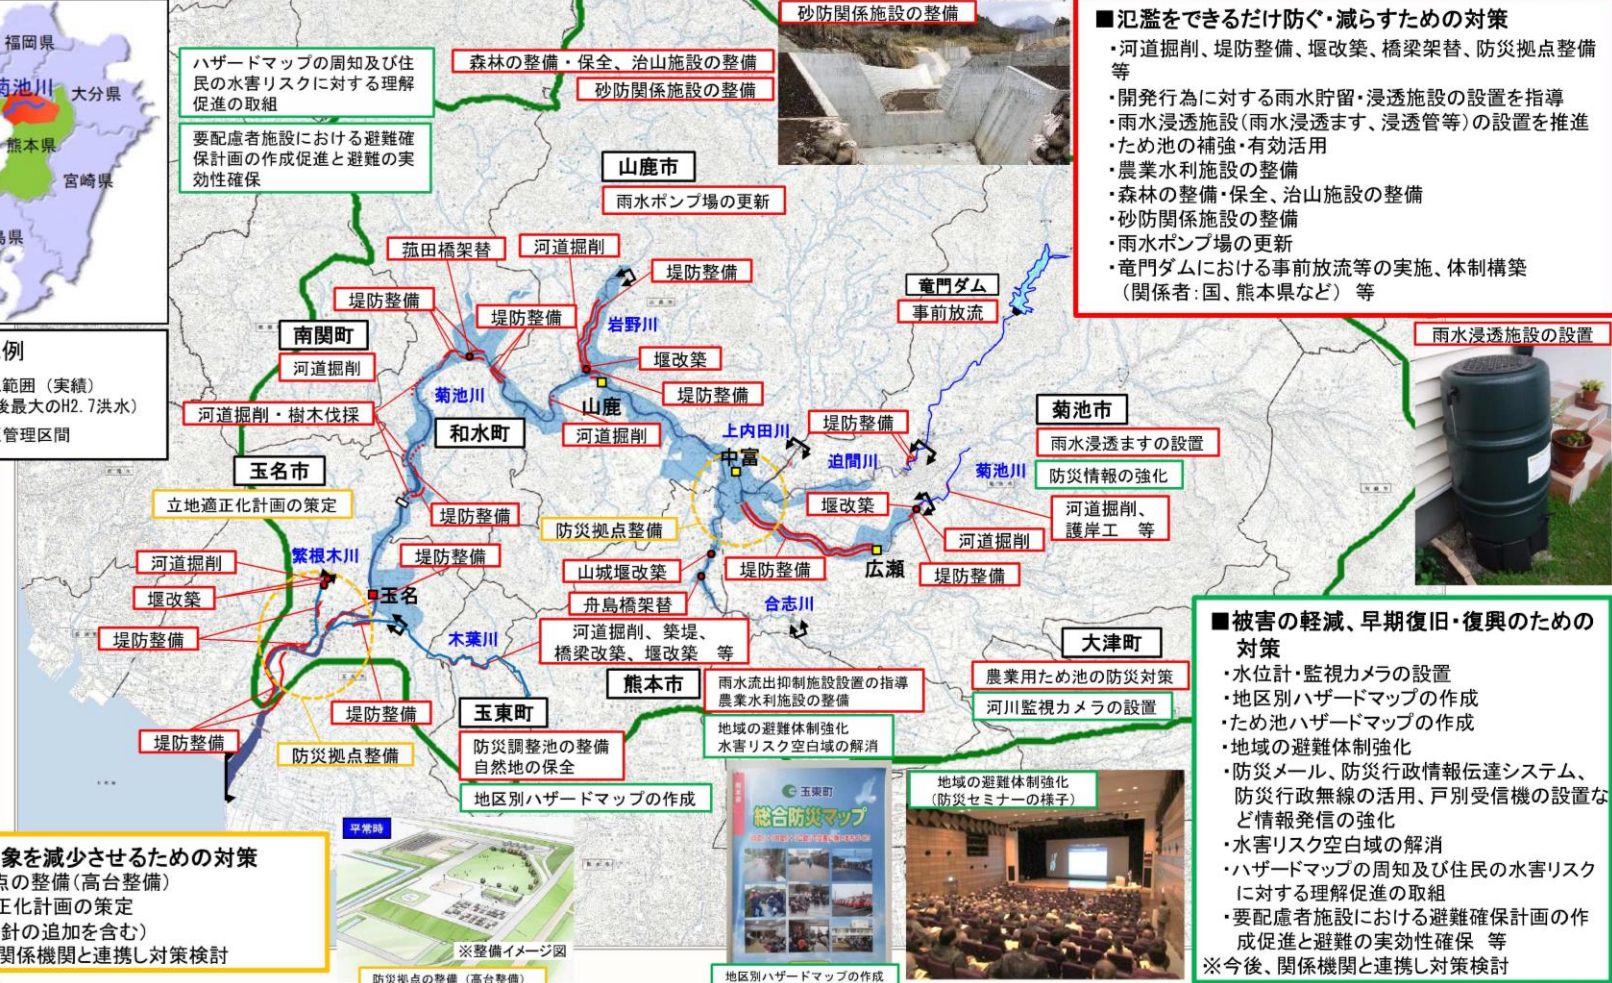 福岡県
菊池川
大分県
熊本県
宮崎県
島県
例
範囲（実績）
後最大のH2.7洪水）
管理区間
ハザードマップの周知及び住
民の水害リスクに対する理解
促進の取組
要配慮者施設における避難確
保計画の作成促進と避難の実
効性確保
森林の整備・保全、治山施設の整備
砂防関係施設の整備
砂防関係施設の整備
山鹿市
雨水ポンプ場の更新
菰田橋架替
河道掘削
堤防整備
堤防整備
堤防整備
岩野川
竜門ダム
事前放流
南関町
河道掘削
菊池川
堰改築
堤防整備
山鹿
河道掘削・樹木伐採
和水町
河道掘削
上内田川
中富
堤防整備
迫間川
菊池川
菊池市
雨水浸透ますの設置
防災情報の強化
河道掘削、
護岸工　等
玉名市
立地適正化計画の策定
堤防整備
防災拠点整備
堰改築
河道掘削
堤防整備
広瀬
堤防整備
繁根木川
河道掘削
堰改築
堤防整備
堤防整備
玉名
山城堰改築
舟島橋架替
合志川
木葉川
河道掘削、築堤、
橋梁改築、堰改築　等
堤防整備
堤防整備
防災拠点整備
玉東町
防災調整池の整備
自然地の保全
地区別ハザードマップの作成
熊本市
雨水流出抑制施設設置の指導
農業水利施設の整備
地域の避難体制強化
水害リスク空白域の解消
大津町
農業用ため池の防災対策
河川監視カメラの設置
■氾濫をできるだけ防ぐ・減らすための対策
・河道掘削、堤防整備、堰改築、橋梁架替、防災拠点整備
等
・開発行為に対する雨水貯留・浸透施設の設置を指導
・雨水浸透施設（雨水浸透ます、浸透管等）の設置を推進
・ため池の補強・有効活用
・農業水利施設の整備
・森林の整備・保全、治山施設の整備
・砂防関係施設の整備
・雨水ポンプ場の更新
・竜門ダムにおける事前放流等の実施、体制構築
（関係者：国、熊本県など）　等
雨水浸透施設の設置
■被害の軽減、早期復旧・復興のための
対策
・水位計・監視カメラの設置
・地区別ハザードマップの作成
・ため池ハザードマップの作成
・地域の避難体制強化
・防災メール、防災行政情報伝達システム、
防災行政無線の活用、戸別受信機の設置な
ど情報発信の強化
・水害リスク空白域の解消
・ハザードマップの周知及び住民の水害リスク
に対する理解促進の取組
・要配慮者施設における避難確保計画の作
成促進と避難の実効性確保　等
※今後、関係機関と連携し対策検討
象を減少させるための対策
点の整備（高台整備）
正化計画の策定
針の追加を含む）
関係機関と連携し対策検討
平常時
※整備イメージ図
防災拠点の整備（高台整備）
玉東町
総合防災マップ
地区別ハザードマップの作成
地域の避難体制強化
（防災セミナーの様子）